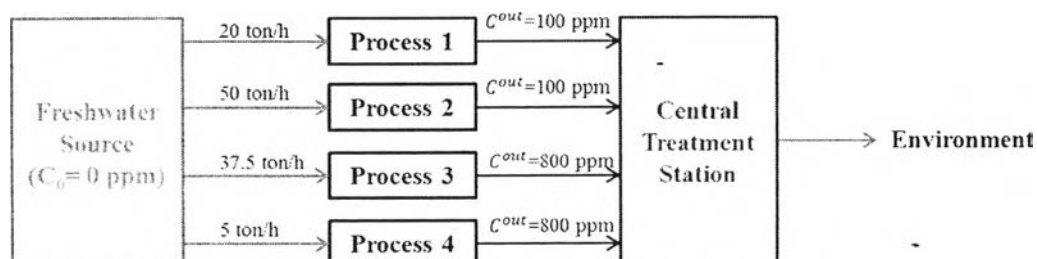 20 ton/h
Process 1
C^out=100 ppm
50 ton/h
Process 2
C^out=100 ppm
37.5 ton/h
Process 3
C^out=800 ppm
5 ton/h
Process 4
C^out=800 ppm
Freshwater
Source
(C₀= 0 ppm)
Central
Treatment
Station
Environment